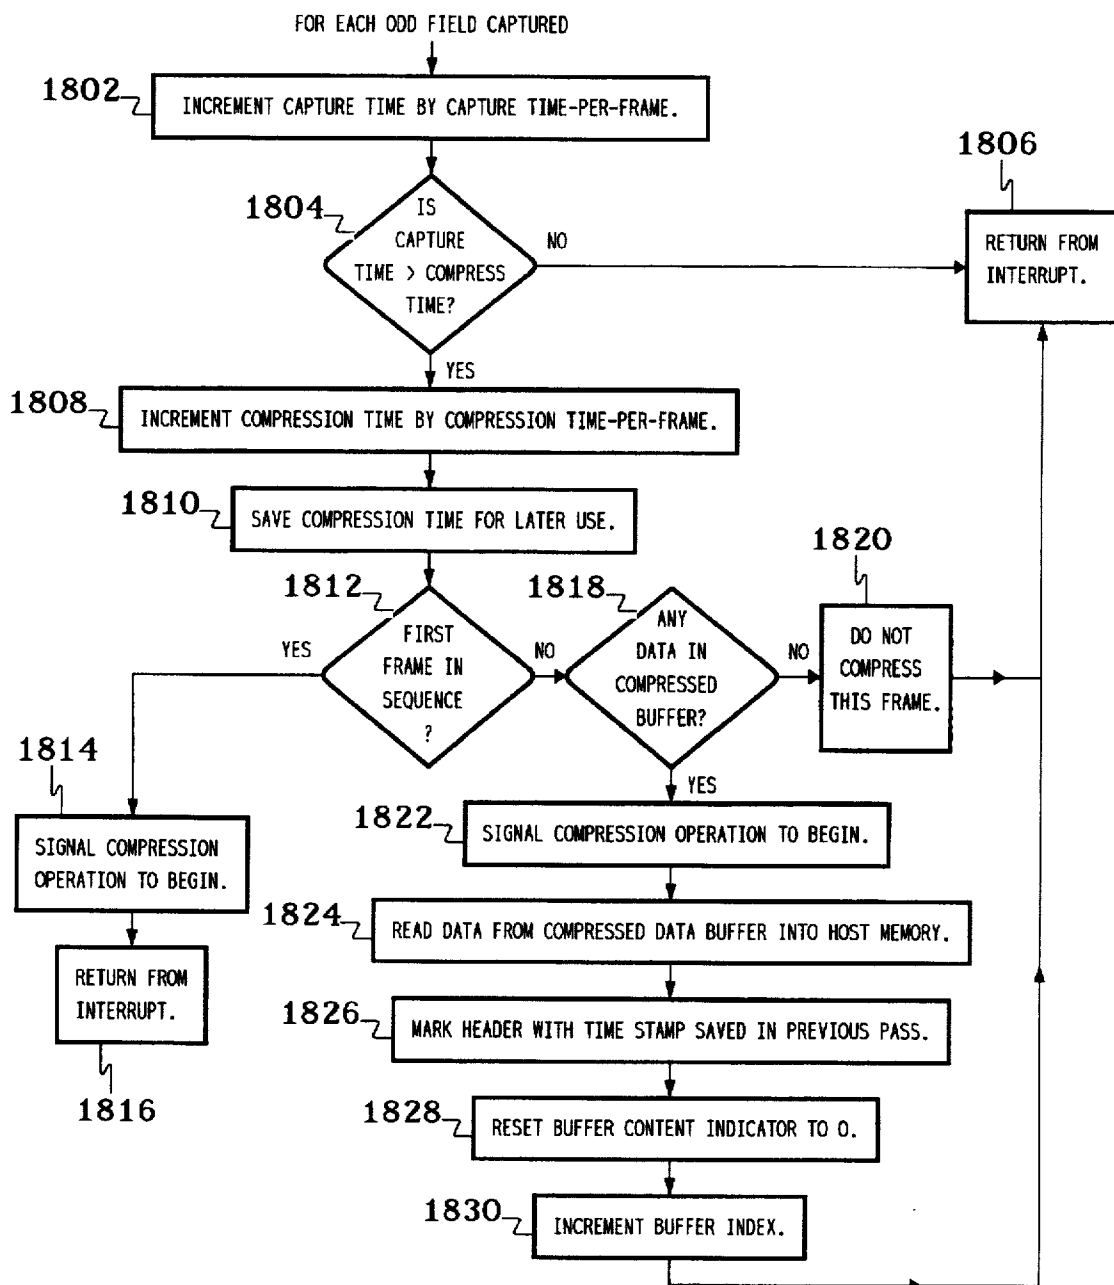 FOR EACH ODD FIELD CAPTURED
1802
INCREMENT CAPTURE TIME BY CAPTURE TIME-PER-FRAME.
1804
IS
CAPTURE
TIME > COMPRESS
TIME?
NO
1806
RETURN FROM
INTERRUPT.
YES
1808
INCREMENT COMPRESSION TIME BY COMPRESSION TIME-PER-FRAME.
1810
SAVE COMPRESSION TIME FOR LATER USE.
1812
FIRST
FRAME IN
SEQUENCE
?
YES
NO
1818
ANY
DATA IN
COMPRESSED
BUFFER?
NO
1820
DO NOT
COMPRESS
THIS FRAME.
1814
SIGNAL COMPRESSION
OPERATION TO BEGIN.
RETURN FROM
INTERRUPT.
1816
YES
1822
SIGNAL COMPRESSION OPERATION TO BEGIN.
1824
READ DATA FROM COMPRESSED DATA BUFFER INTO HOST MEMORY.
1826
MARK HEADER WITH TIME STAMP SAVED IN PREVIOUS PASS.
1828
RESET BUFFER CONTENT INDICATOR TO 0.
1830
INCREMENT BUFFER INDEX.